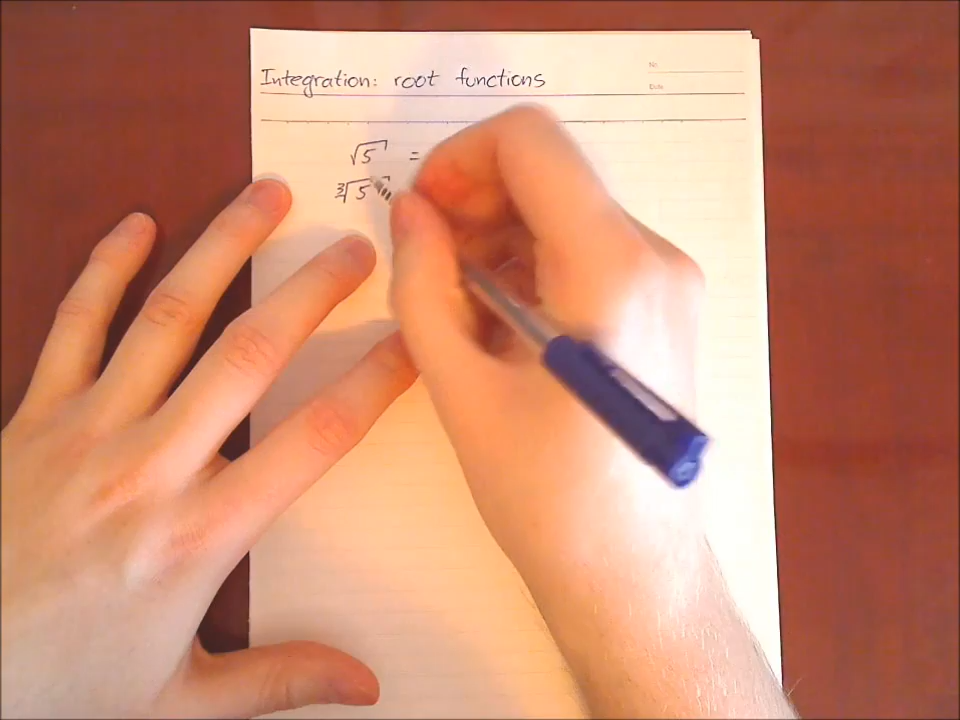 Integration: root functions
No
Date
√5 =
∛5